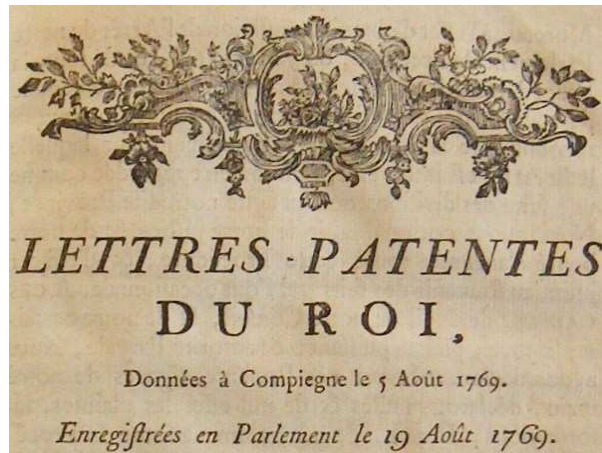 LETTRES-PATENTES
DU ROI,
Données à Compiegne le 5 Août 1769.
Enregiſtrées en Parlement le 19 Août 1769.